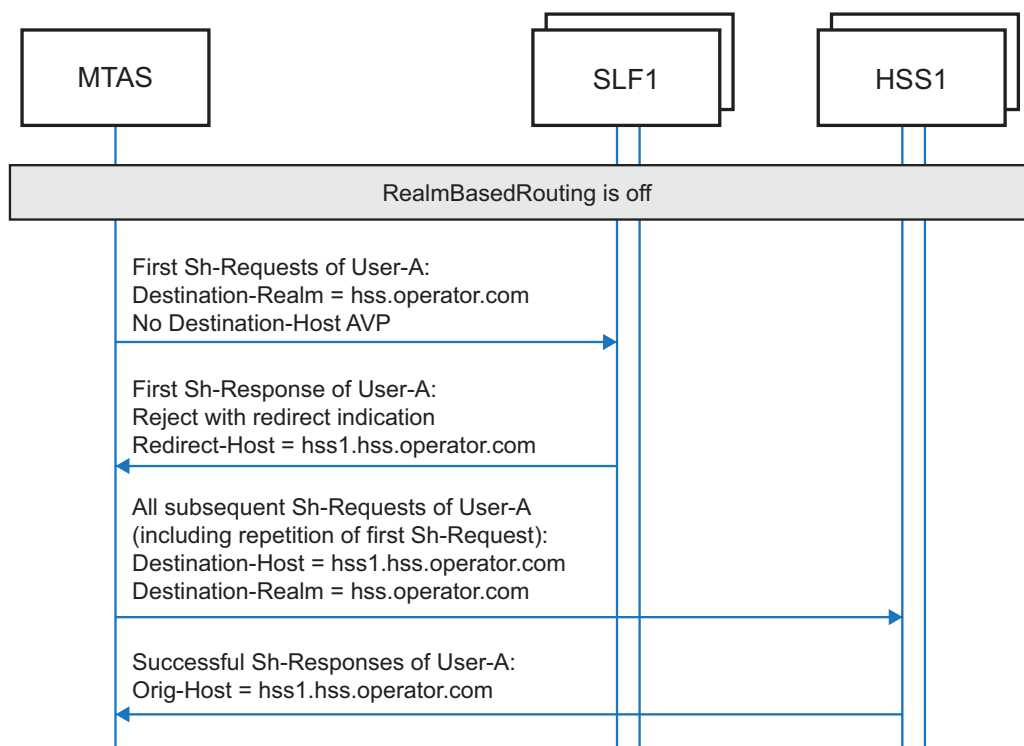 MTAS
SLF1
HSS1
RealmBasedRouting is off
First Sh-Requests of User-A:
Destination-Realm = hss.operator.com
No Destination-Host AVP
First Sh-Response of User-A:
Reject with redirect indication
Redirect-Host = hss1.hss.operator.com
All subsequent Sh-Requests of User-A
(including repetition of first Sh-Request):
Destination-Host = hss1.hss.operator.com
Destination-Realm = hss.operator.com
Successful Sh-Responses of User-A:
Orig-Host = hss1.hss.operator.com